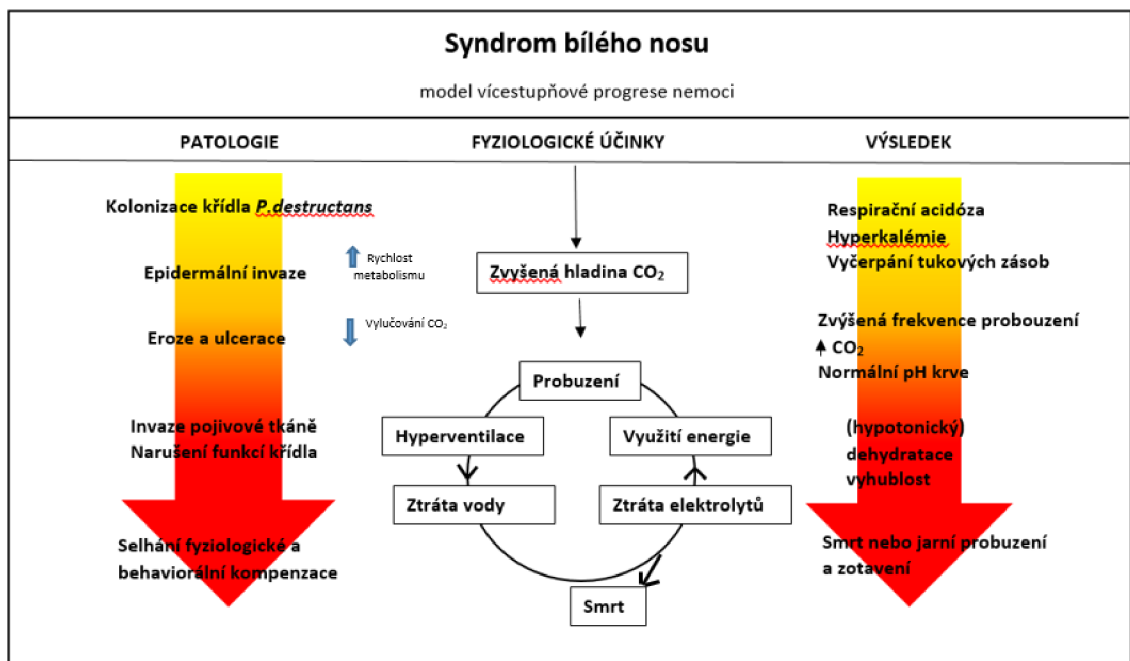 Syndrom bílého nosu
model vícestupňové progrese nemoci
PATOLOGIE
FYZIOLOGICKÉ ÚČINKY
VÝSLEDEK
Kolonizace křídla P.destructans
Epidermální invaze
Eroze a ulcerace
Invaze pojivové tkáně
Narušení funkcí křídla
Selhání fyziologické a
behaviorální kompenzace
Rychlost
metabolismu
Vylučování CO₂
Zvyšená hladina CO₂
Probuzení
Hyperventilace
Využití energie
Ztráta vody
Ztráta elektrolytů
Smrt
Respirační acidóza
Hyperkalémie
Vyčerpání tukových zásob
Zvýšená frekvence probouzení
CO₂
Normální pH krve
(hypotonický)
dehydratace
vyhublost
Smrt nebo jarní probuzení
a zotavení